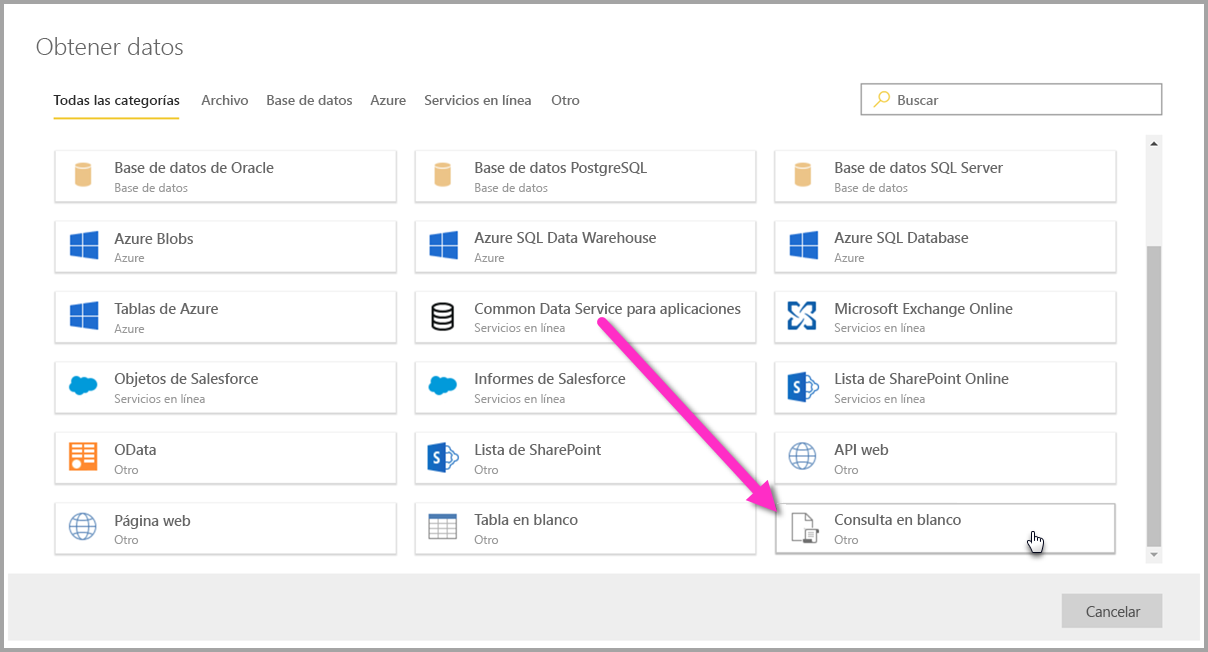 Obtener datos
Todas las categorías Archivo Base de datos Azure Servicios en línea Otro
Buscar
Base de datos de Oracle
Base de datos
Base de datos PostgreSQL
Base de datos
Base de datos SQL Server
Base de datos
Azure Blobs
Azure
Azure SQL Data Warehouse
Azure
Azure SQL Database
Azure
Tablas de Azure
Azure
Common Data Service para aplicaciones
Servicios en línea
Microsoft Exchange Online
Servicios en línea
Objetos de Salesforce
Servicios en línea
Informes de Salesforce
Servicios en línea
Lista de SharePoint Online
Servicios en línea
OData
Otro
Lista de SharePoint
Otro
API web
Otro
Página web
Otro
Tabla en blanco
Otro
Consulta en blanco
Otro
Cancelar